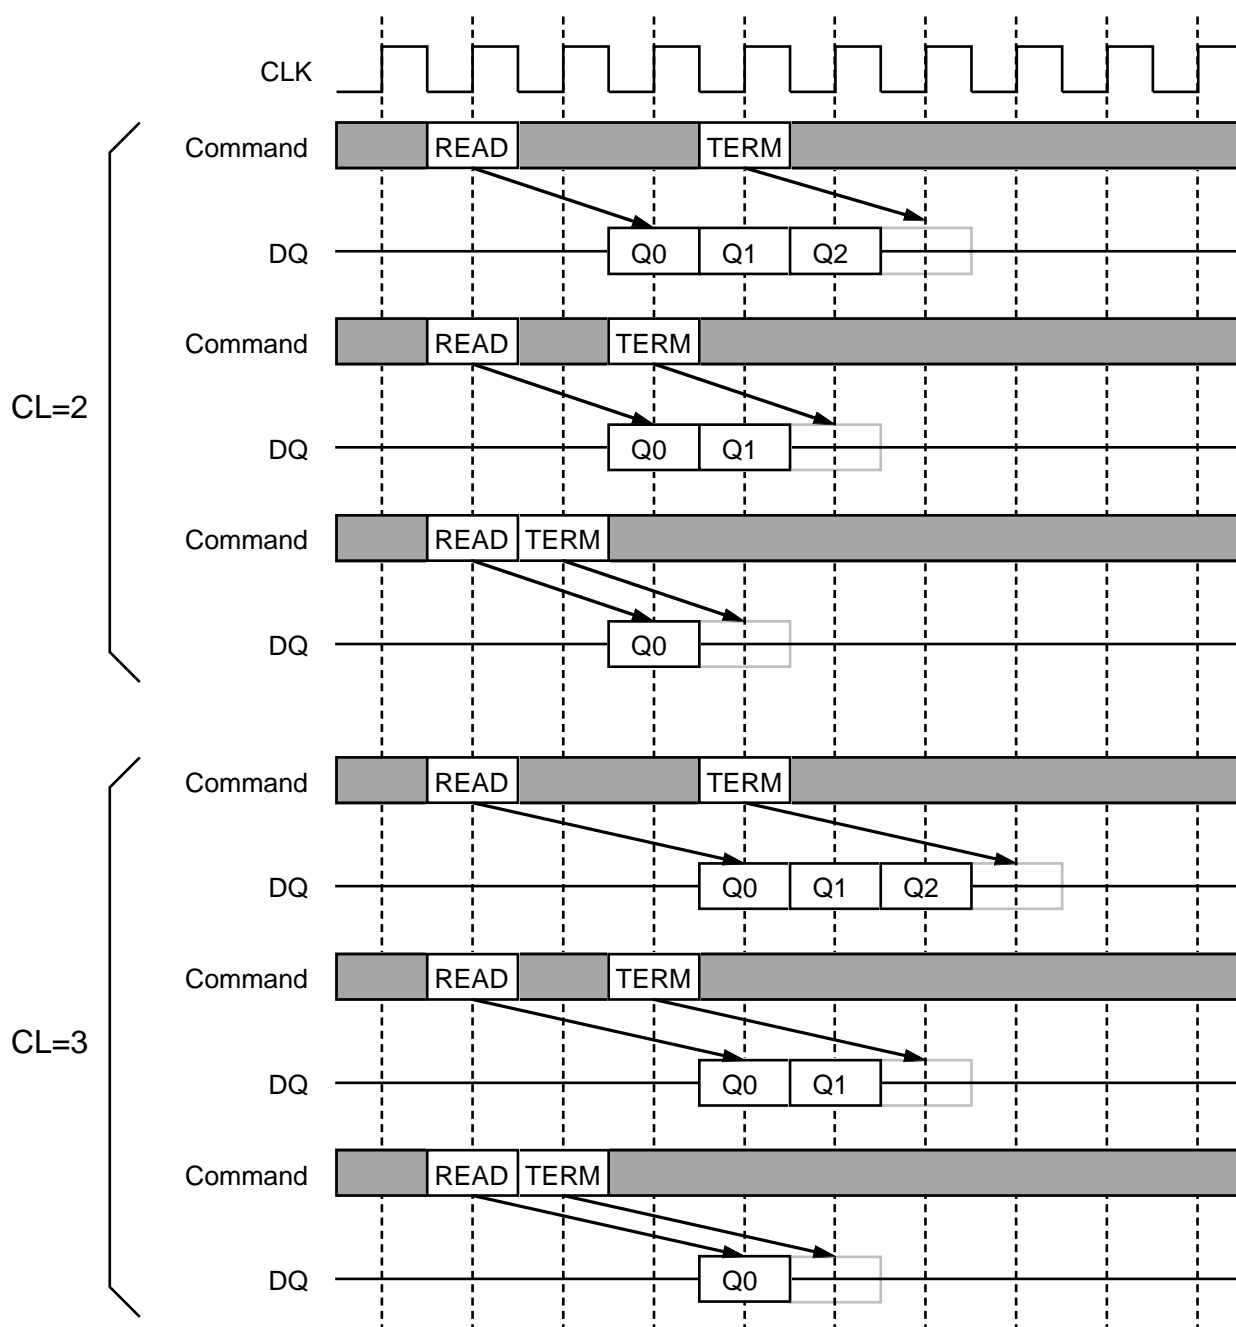 CLK
Command READ TERM
DQ Q0 Q1 Q2
Command READ TERM
CL=2
DQ Q0 Q1
Command READ TERM
DQ Q0
Command READ TERM
DQ Q0 Q1 Q2
Command READ TERM
CL=3
DQ Q0 Q1
Command READ TERM
DQ Q0